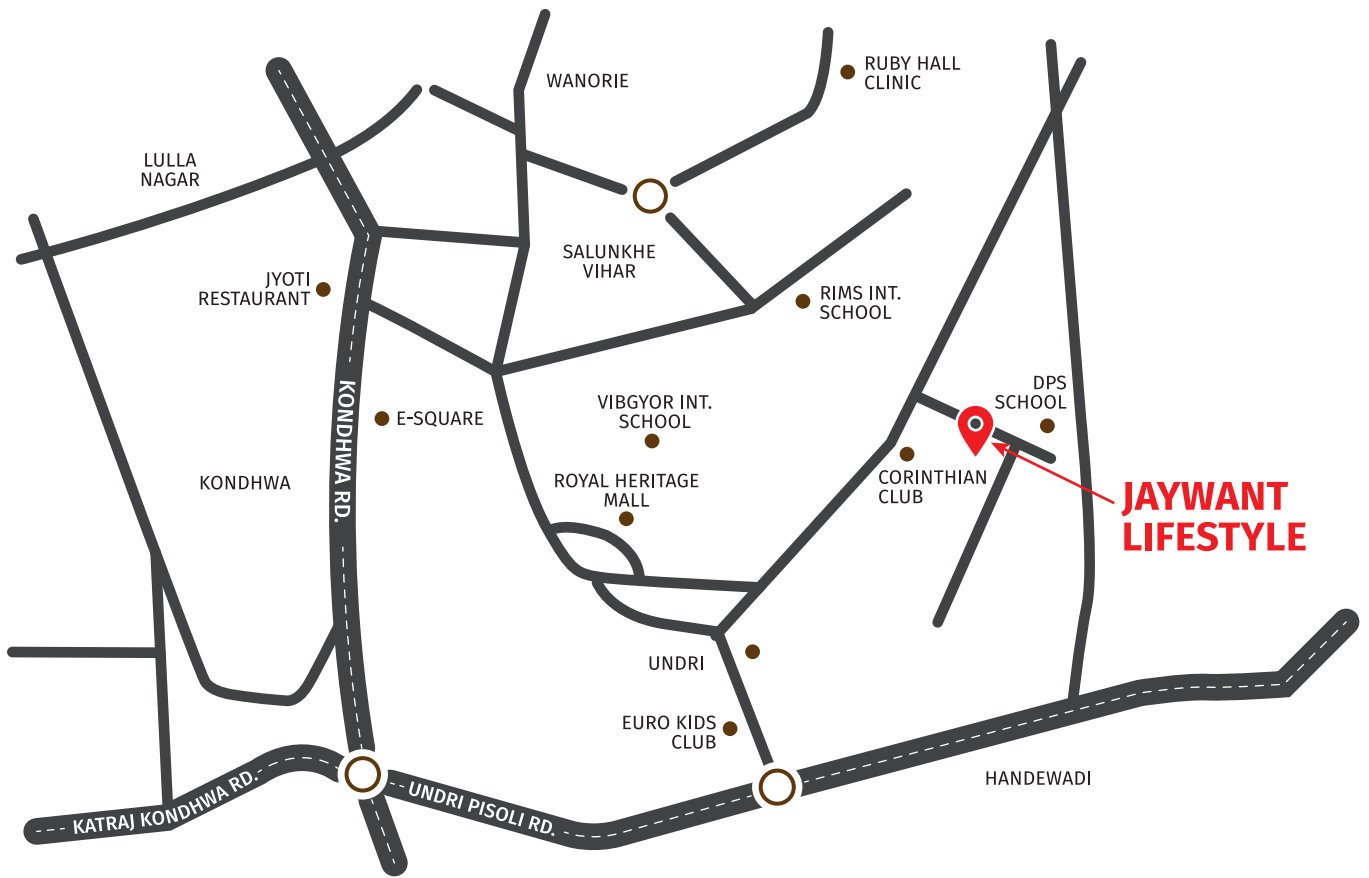 WANORIE
RUBY HALL
CLINIC
LULLA
NAGAR
SALUNKHE
VIHAR
JYOTI
RESTAURANT
RIMS INT.
SCHOOL
KONDHWA RD.
E-SQUARE
VIBGYOR INT.
SCHOOL
DPS
SCHOOL
KONDHWA
ROYAL HERITAGE
MALL
CORINTHIAN
CLUB
JAYWANT
LIFESTYLE
UNDRI
EURO KIDS
CLUB
HANDEWADI
KATRAJ KONDHWA RD.
UNDRI PISOLI RD.